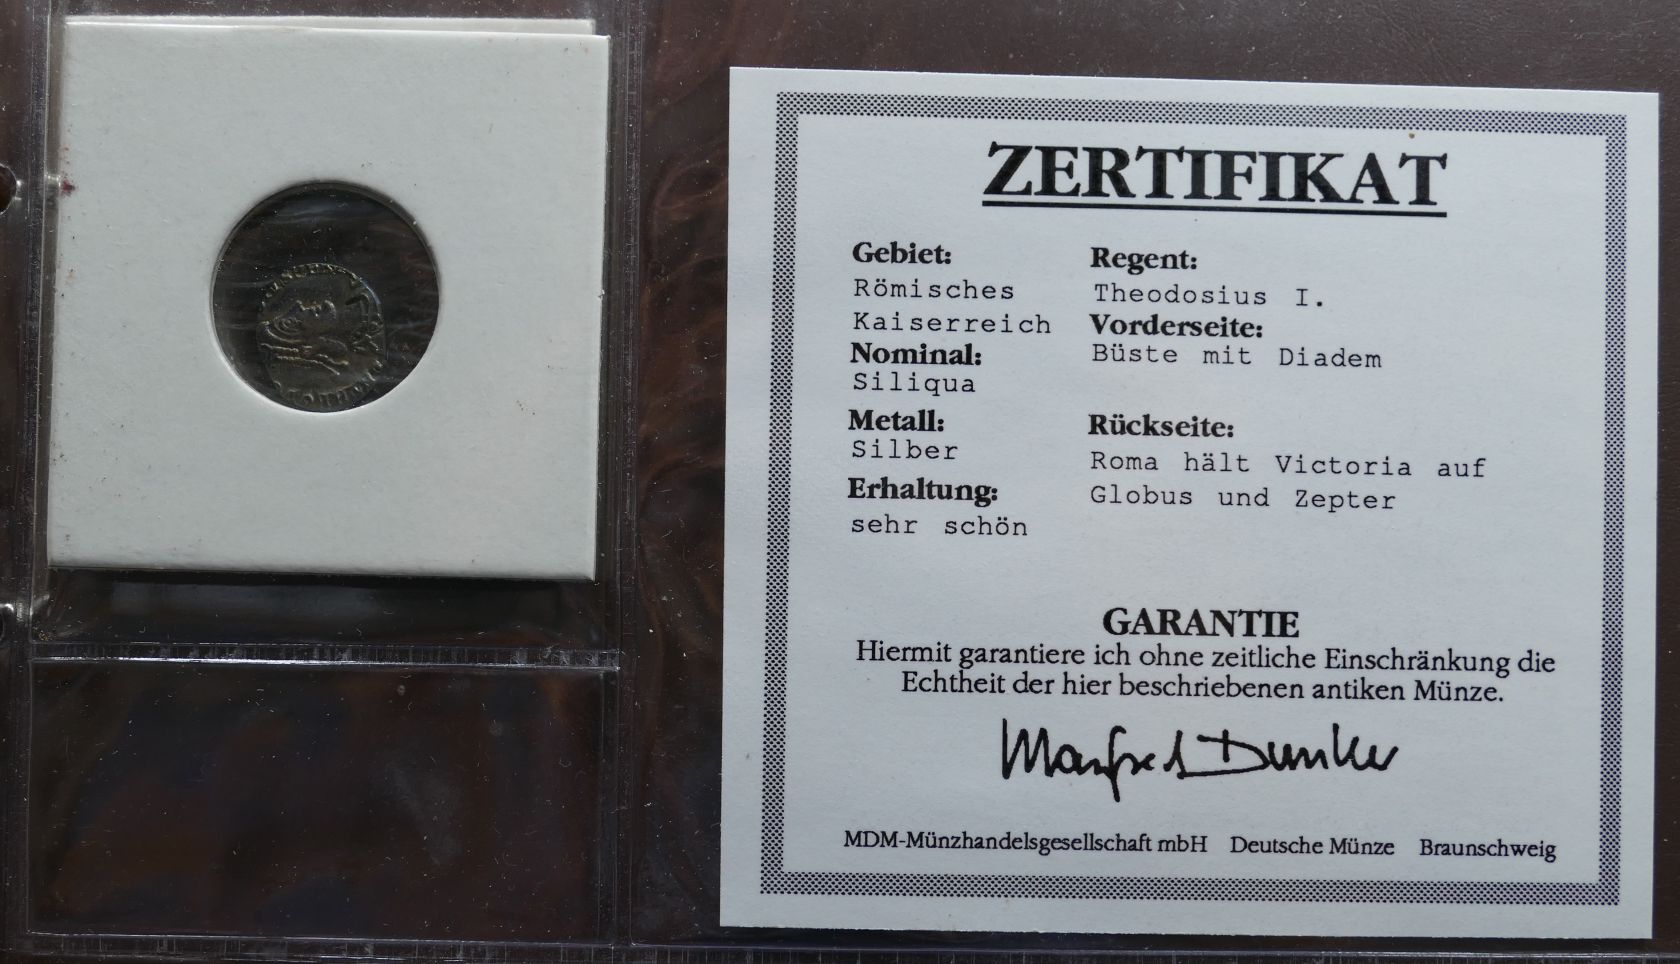 ZERTIFIKAT
Gebiet:
Römisches
Kaiserreich
Nominal:
Siliqua
Metall:
Silber
Erhaltung:
sehr schön
Regent:
Theodosius I.
Vorderseite:
Büste mit Diadem
Rückseite:
Roma hält Victoria auf
Globus und Zepter
GARANTIE
Hiermit garantiere ich ohne zeitliche Einschränkung die
Echtheit der hier beschriebenen antiken Münze.
Manfred Dunker
MDM-Münzhandelsgesellschaft mbH Deutsche Münze Braunschweig